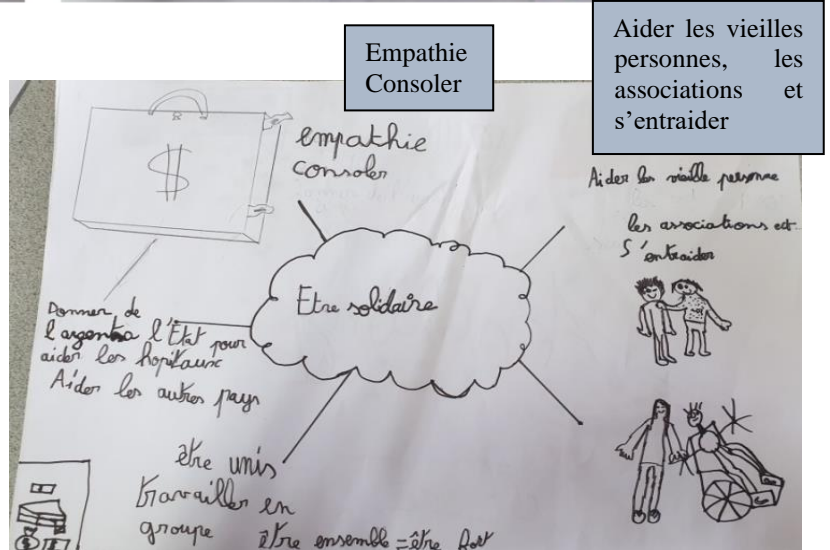 Empathie
Consoler
Aider les vieilles
personnes, les
associations et
s’entraider
$
empathie
consoler
Aider les vieille personne
les associations et
s'entraider
Etre solidaire
Donner de
l'argent a l'État pour
aider les hopitaux
Aider les autres pays
être unis
travailler en
groupe
être ensemble = être fort